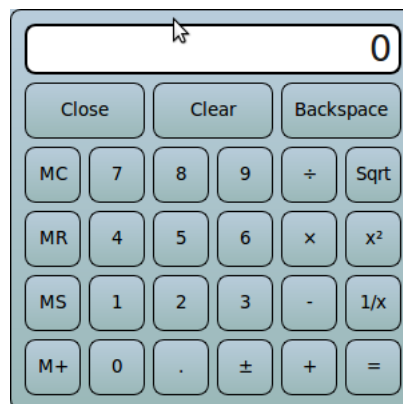 0
Close Clear Backspace
MC 7 8 9 ÷ Sqrt
MR 4 5 6 × x²
MS 1 2 3 - 1/x
M+ 0 . ± + =